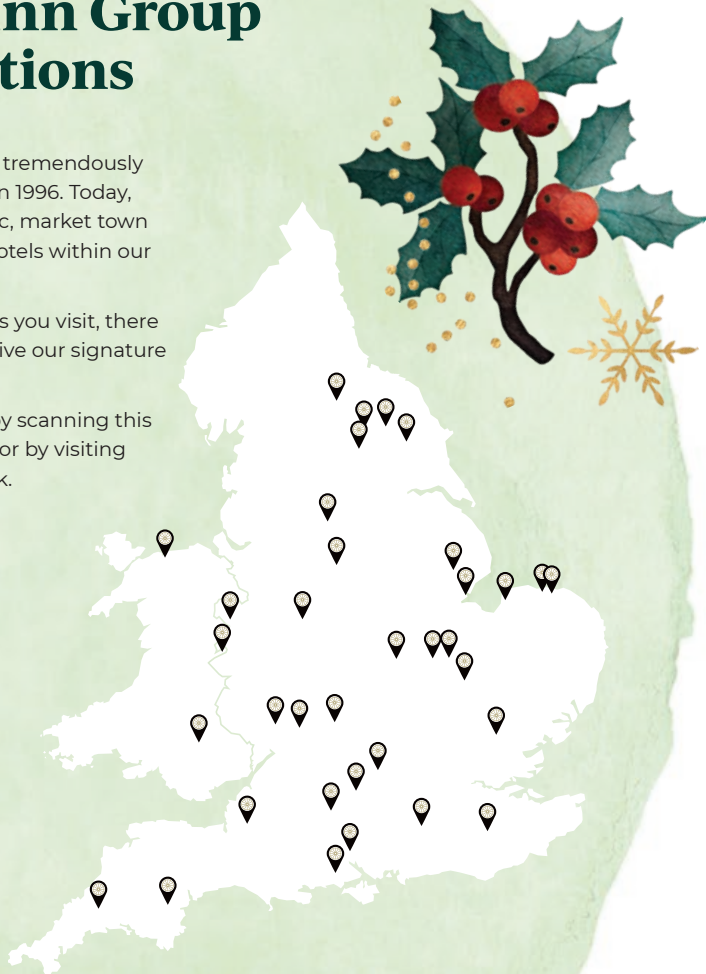 nn Group
tions
tremendously
n 1996. Today,
c, market town
otels within our
s you visit, there
ive our signature
by scanning this
or by visiting
k.